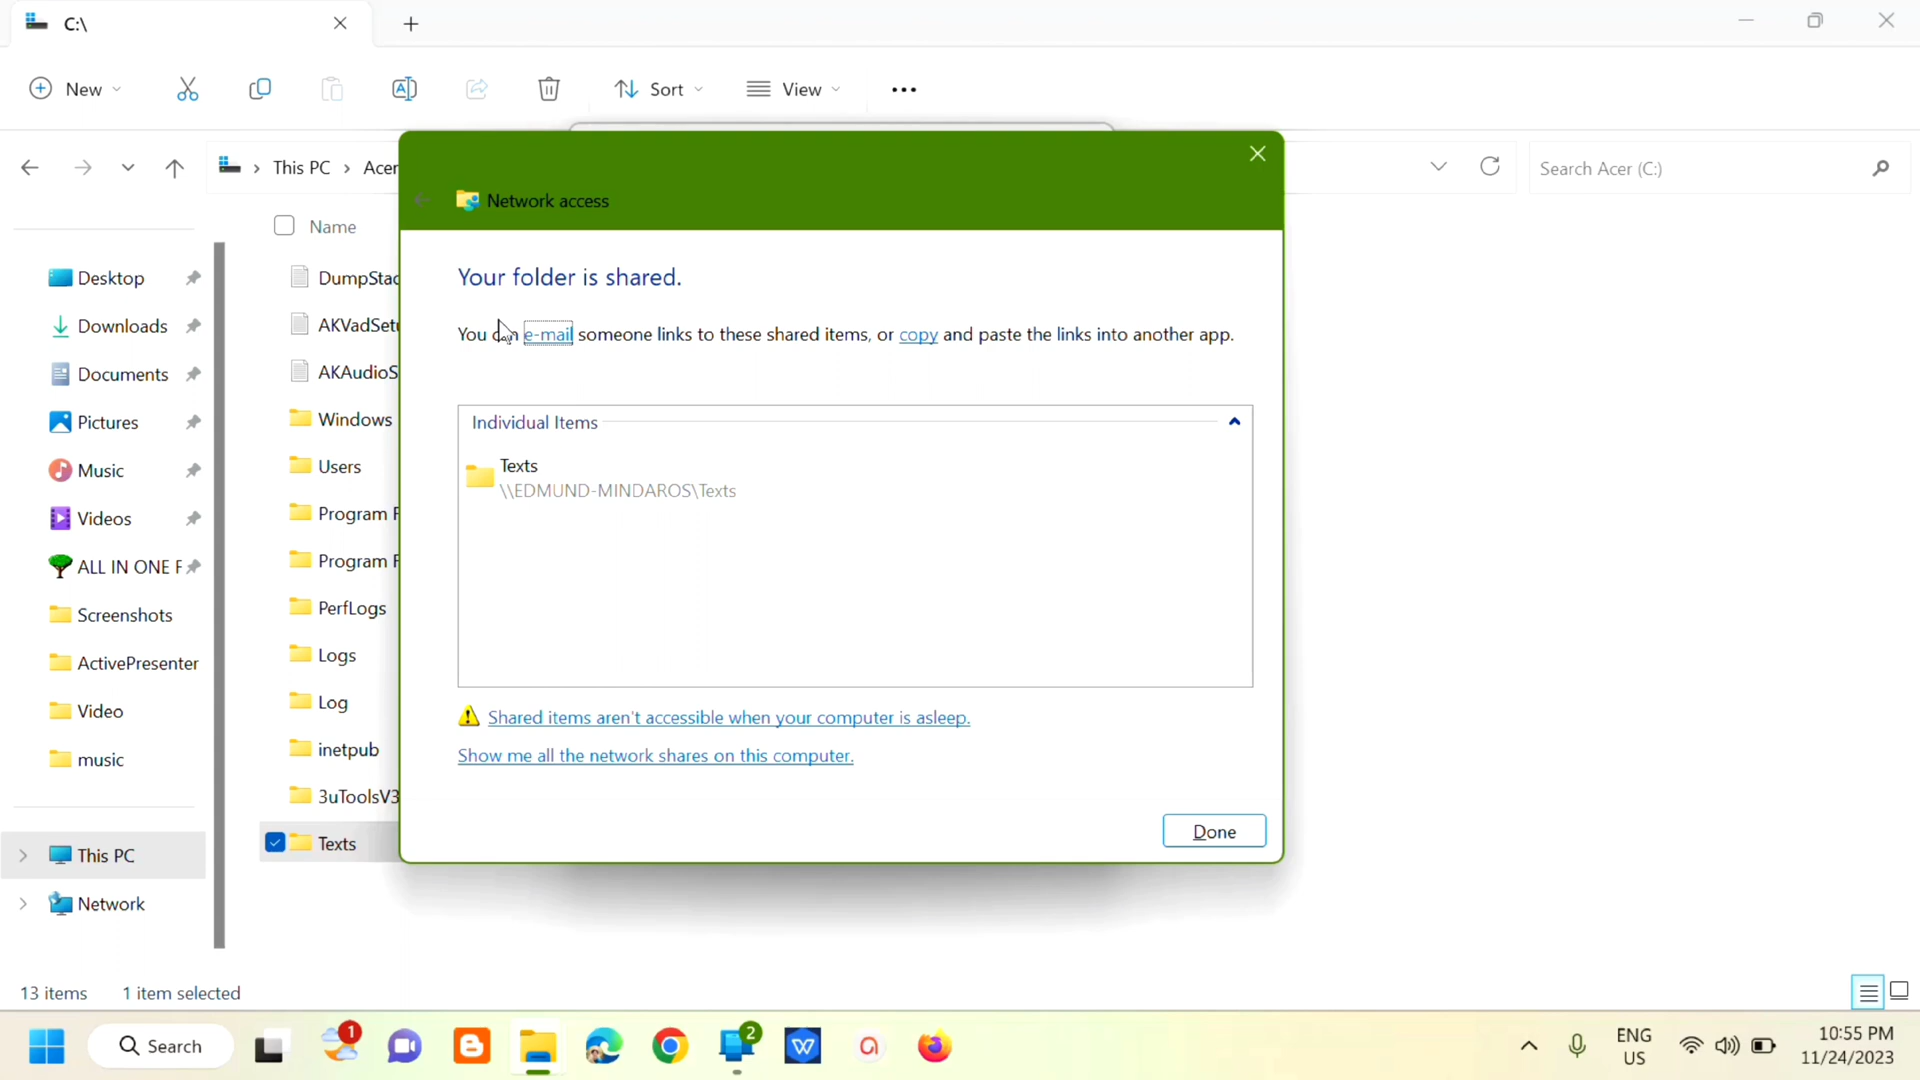 C:\
New
Sort
View
This PC
Acer
Search Acer (C:)
Network access
Name
Your folder is shared.
You can e-mail someone links to these shared items, or copy and paste the links into another app.
Individual Items
Texts
\\EDMUND-MINDAROS\Texts
Shared items aren't accessible when your computer is asleep.
Show me all the network shares on this computer.
Done
Desktop
Downloads
Documents
Pictures
Music
Videos
ALL IN ONE F
Screenshots
ActivePresenter
Video
music
This PC
Network
DumpStac
AKVadSetu
AKAudioS
Windows
Users
Program F
Program F
PerfLogs
Logs
Log
inetpub
3uToolsV3
Texts
13 items
1 item selected
Search
1
2
ENG
US
10:55 PM
11/24/2023